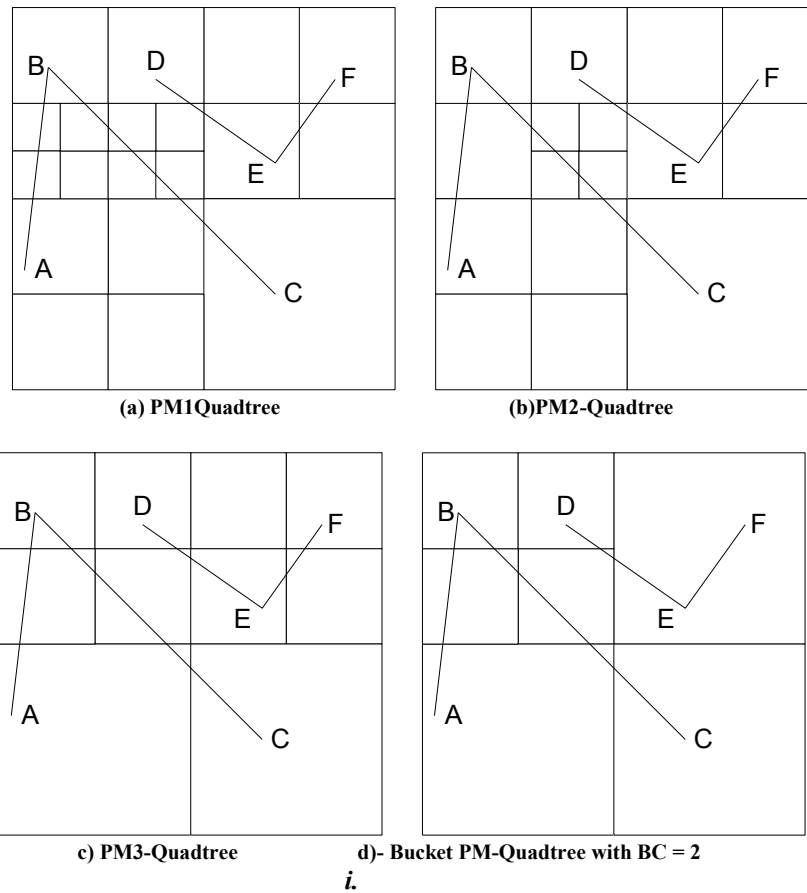 B D F
E
A
C
B D F
E
A
C
(a) PM1Quadtree (b)PM2-Quadtree
B D F
E
A
C
B D F
E
A
C
c) PM3-Quadtree d)- Bucket PM-Quadtree with BC = 2
i.